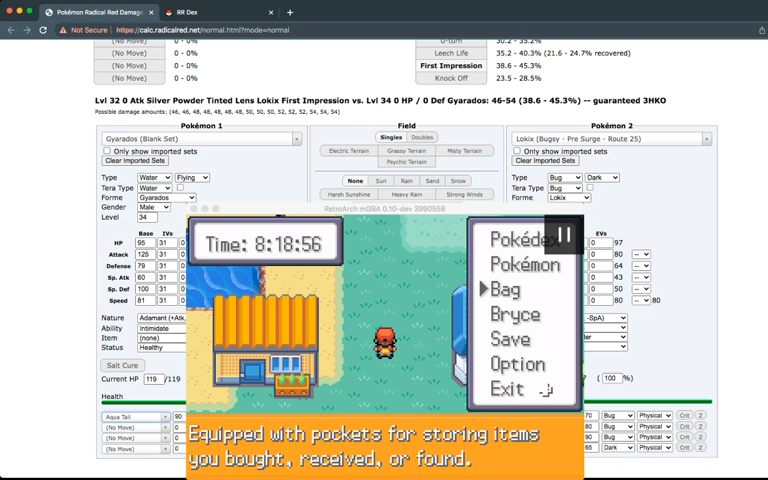 Pokémon Radical Red Damag
RR Dex
Not Secure
https://calc.radicalred.net/normal.html?mode=normal
(No Move) 0 - 0%
(No Move) 0 - 0%
(No Move) 0 - 0%
(No Move) 0 - 0%
U-turn 30.2 - 35.2%
Leech Life 35.2 - 40.3% (21.6 - 24.7% recovered)
First Impression 38.6 - 45.3%
Knock Off 23.5 - 28.5%
Lvl 32 0 Atk Silver Powder Tinted Lens Lokix First Impression vs. Lvl 34 0 HP / 0 Def Gyarados: 46-54 (38.6 - 45.3%) -- guaranteed 3HKO
Possible damage amounts: (46, 46, 48, 48, 48, 48, 48, 50, 50, 50, 52, 52, 52, 52, 54, 54)
Pokémon 1
Gyarados (Blank Set)
Only show imported sets
Clear Imported Sets
Type Water Flying
Tera Type Water
Forme Gyarados
Gender Male
Level 34
Base IVs
HP 95 31
Attack 125 31
Defense 79 31
Sp. Atk 60 31
Sp. Def 100 31
Speed 81 31
Nature Adamant (+Atk,
Ability Intimidate
Item (none)
Status Healthy
Salt Cure
Current HP 119 /119
Health
Aqua Tail 90
(No Move) 0
(No Move) 0
(No Move) 0
Field
Singles Doubles
Electric Terrain Grassy Terrain Misty Terrain
Psychic Terrain
None Sun Rain Sand Snow
Harsh Sunshine Heavy Rain Strong Winds
Pokémon 2
Lokix (Bugsy - Pre Surge - Route 25)
Only show imported sets
Clear Imported Sets
Type Bug Dark
Tera Type Bug
Forme Lokix
EVs
0 97
0 80 --
0 64 --
0 43 --
0 50 --
0 80 -- 80
-SpA)
( 100 %)
70 Bug Physical Crit Z
80 Bug Physical Crit Z
90 Bug Physical Crit Z
65 Dark Physical Crit Z
RetroArch mGBA 0.10-dev 3990558
Time: 8:18:56
Pokédex
Pokémon
Bag
Bryce
Save
Option
Exit
Equipped with pockets for storing items
you bought, received, or found.